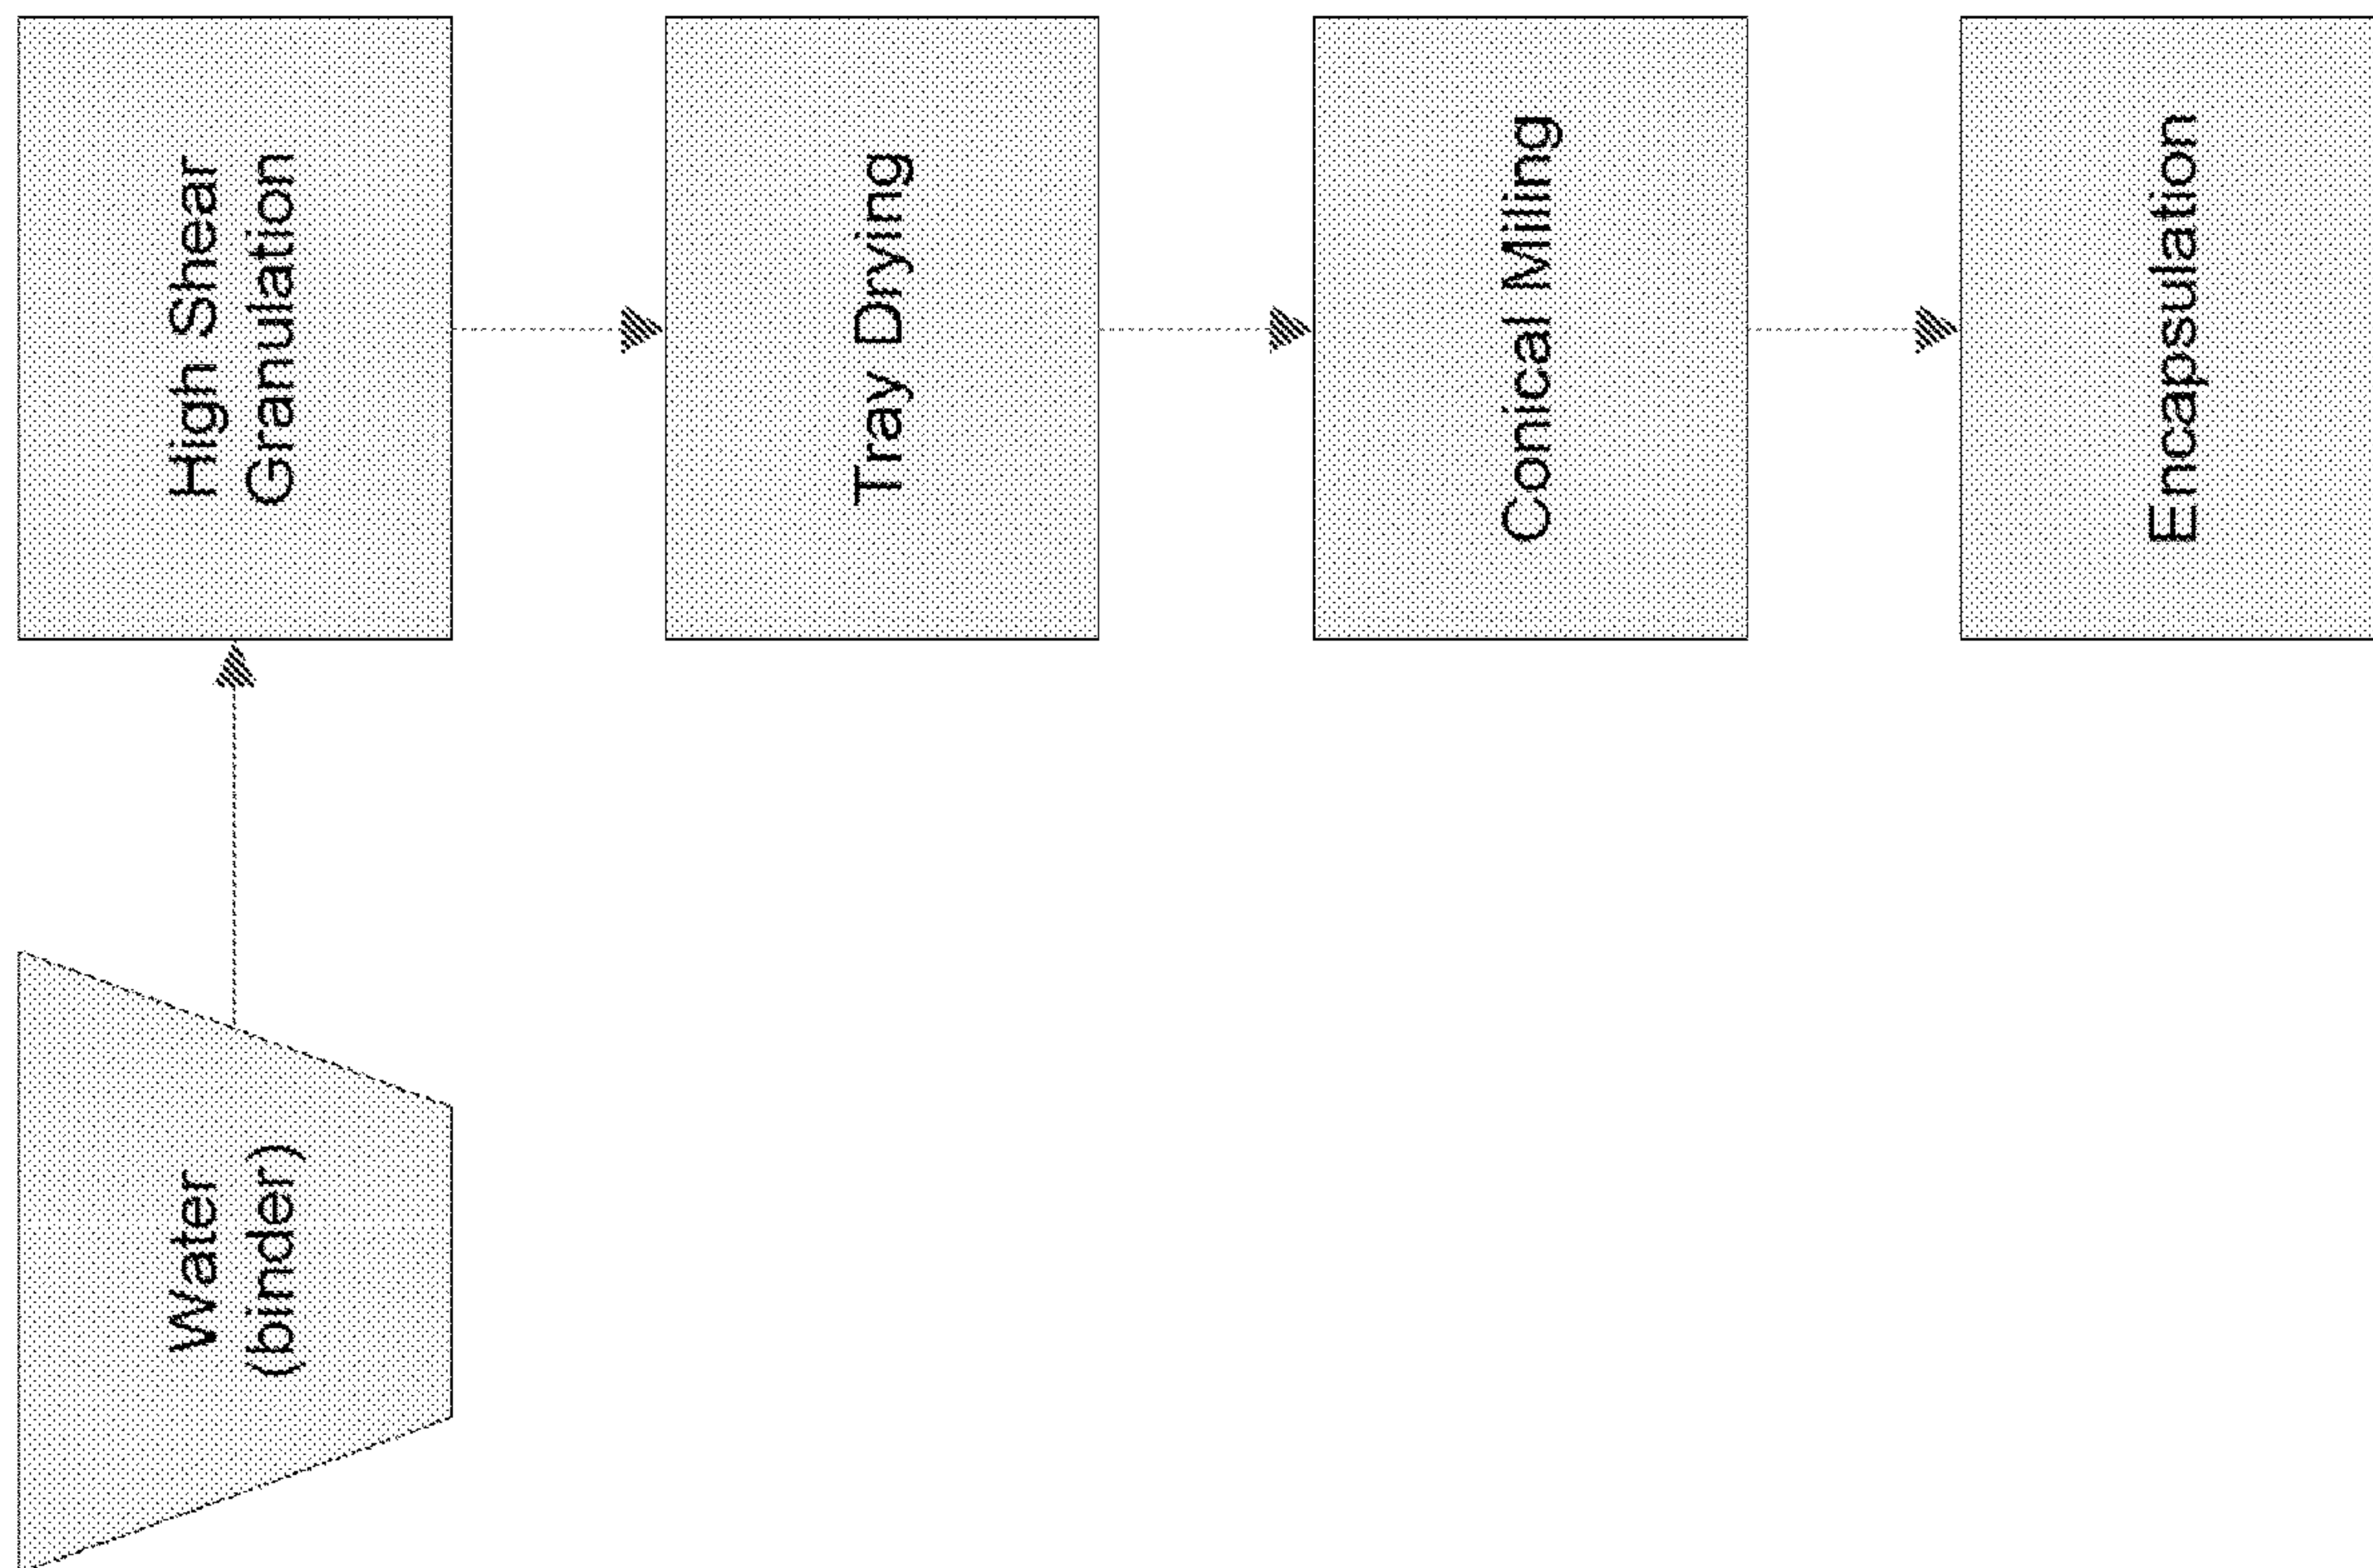 Water
(binder)
High Shear
Granulation
Tray Drying
Conical Milling
Encapsulation